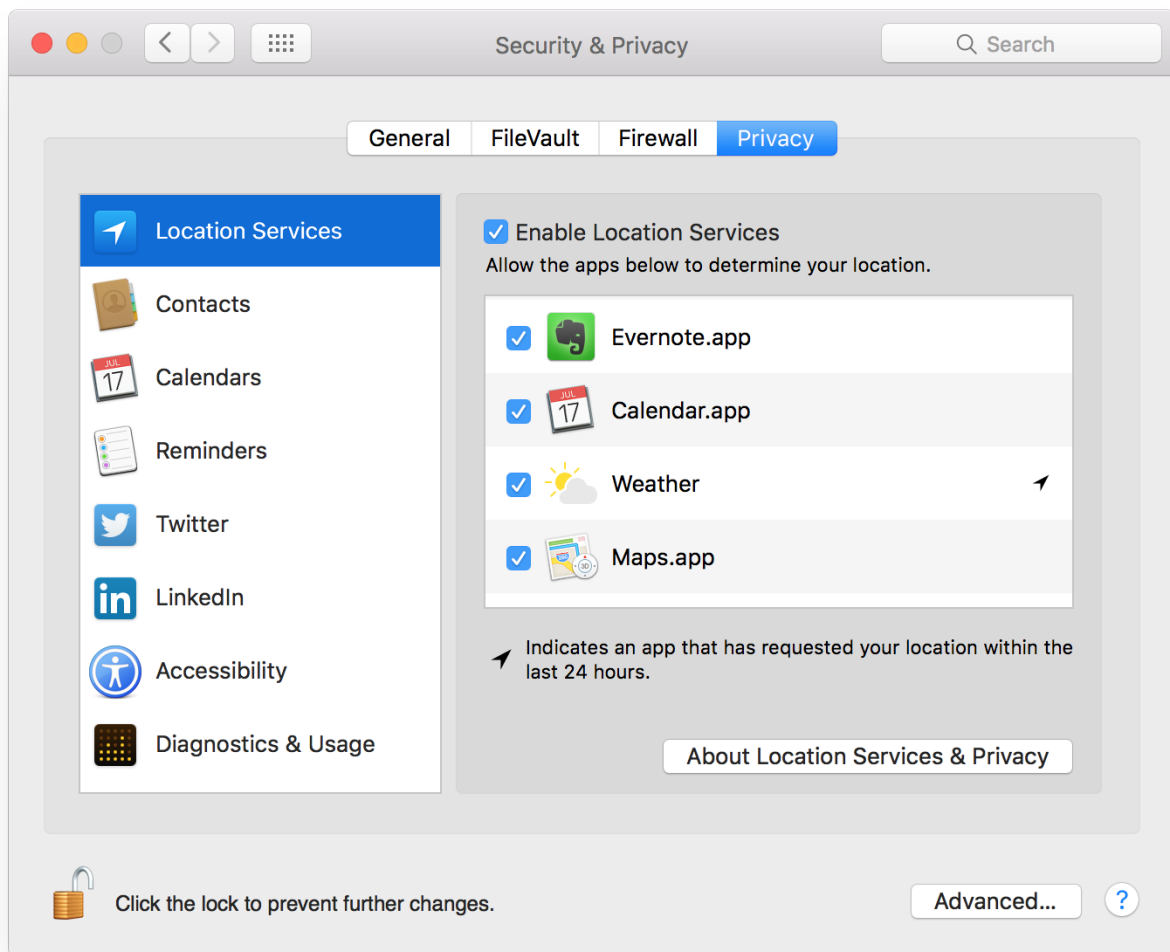 Security & Privacy
Search
General
FileVault
Firewall
Privacy
Location Services
Contacts
JUL
17
Calendars
Reminders
Twitter
in
LinkedIn
Accessibility
Diagnostics & Usage
Enable Location Services
Allow the apps below to determine your location.
Evernote.app
JUL
17
Calendar.app
Weather
3D
Maps.app
Indicates an app that has requested your location within the
last 24 hours.
About Location Services & Privacy
Click the lock to prevent further changes.
Advanced...
?